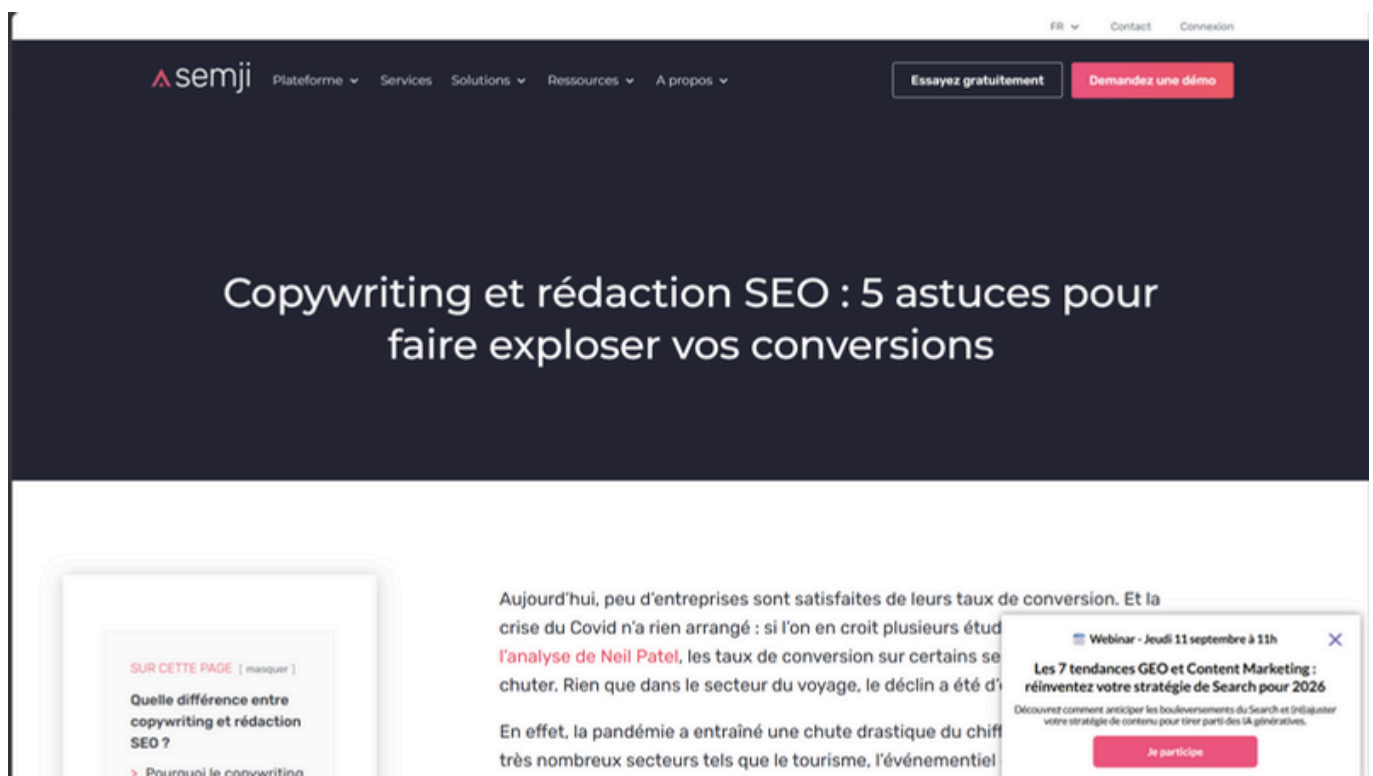 FR
Contact
Connexion
semji
Plateforme
Services
Solutions
Ressources
A propos
Essayez gratuitement
Demandez une démo
Copywriting et rédaction SEO : 5 astuces pour
faire exploser vos conversions
SUR CETTE PAGE [ masquer ]
Quelle différence entre
copywriting et rédaction
SEO ?
> Pourquoi le copywriting
Aujourd'hui, peu d'entreprises sont satisfaites de leurs taux de conversion. Et la
crise du Covid n'a rien arrangé : si l'on en croit plusieurs étud
l'analyse de Neil Patel, les taux de conversion sur certains se
chuter. Rien que dans le secteur du voyage, le déclin a été d'
En effet, la pandémie a entraîné une chute drastique du chiff
très nombreux secteurs tels que le tourisme, l'événementiel
Webinar - Jeudi 11 septembre à 11h
Les 7 tendances GEO et Content Marketing :
réinventez votre stratégie de Search pour 2026
Découvrez comment anticiper les bouleversements du Search et (ré)ajuster
votre stratégie de contenu pour tirer parti des IA génératives.
Je participe